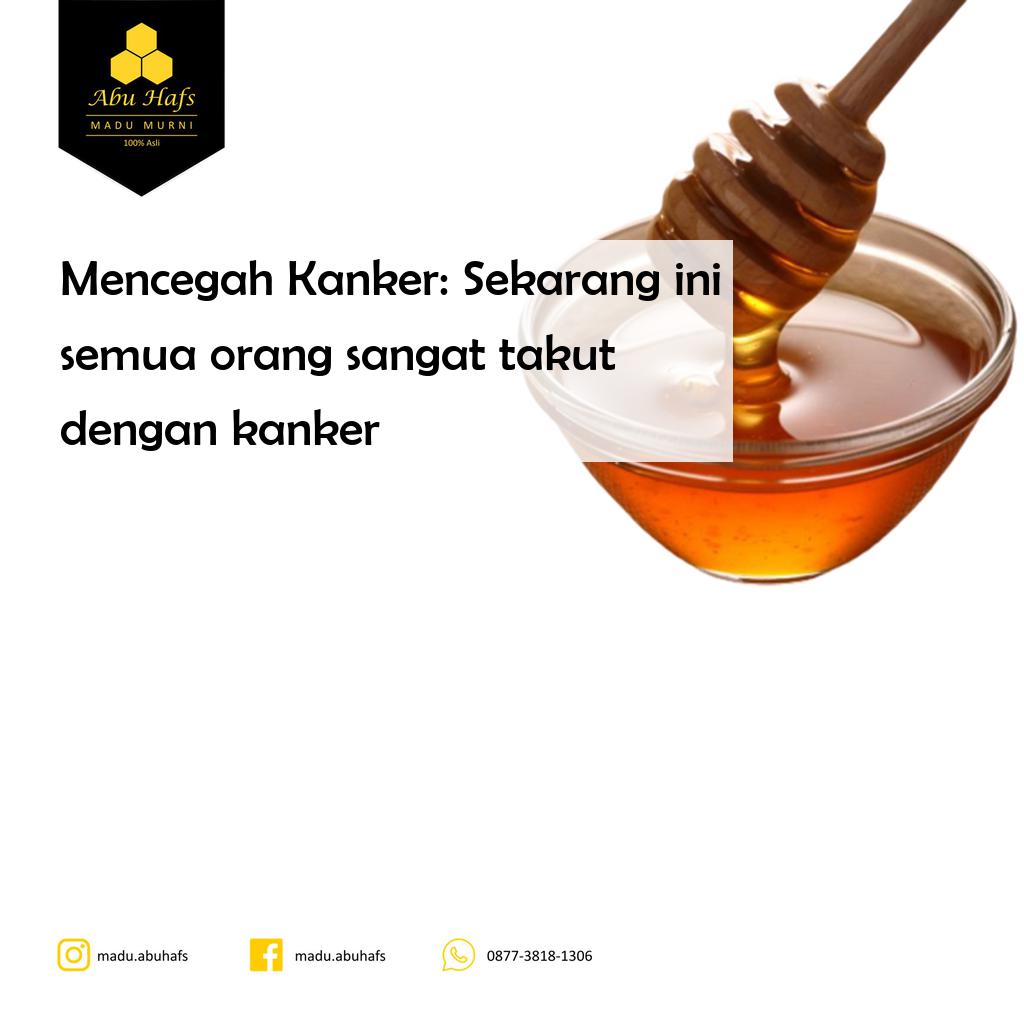 Abu Hafs
MADU MURNI
100% Asli
Mencegah Kanker: Sekarang ini
semua orang sangat takut
dengan kanker
madu.abuhafs
madu.abuhafs
0877-3818-1306